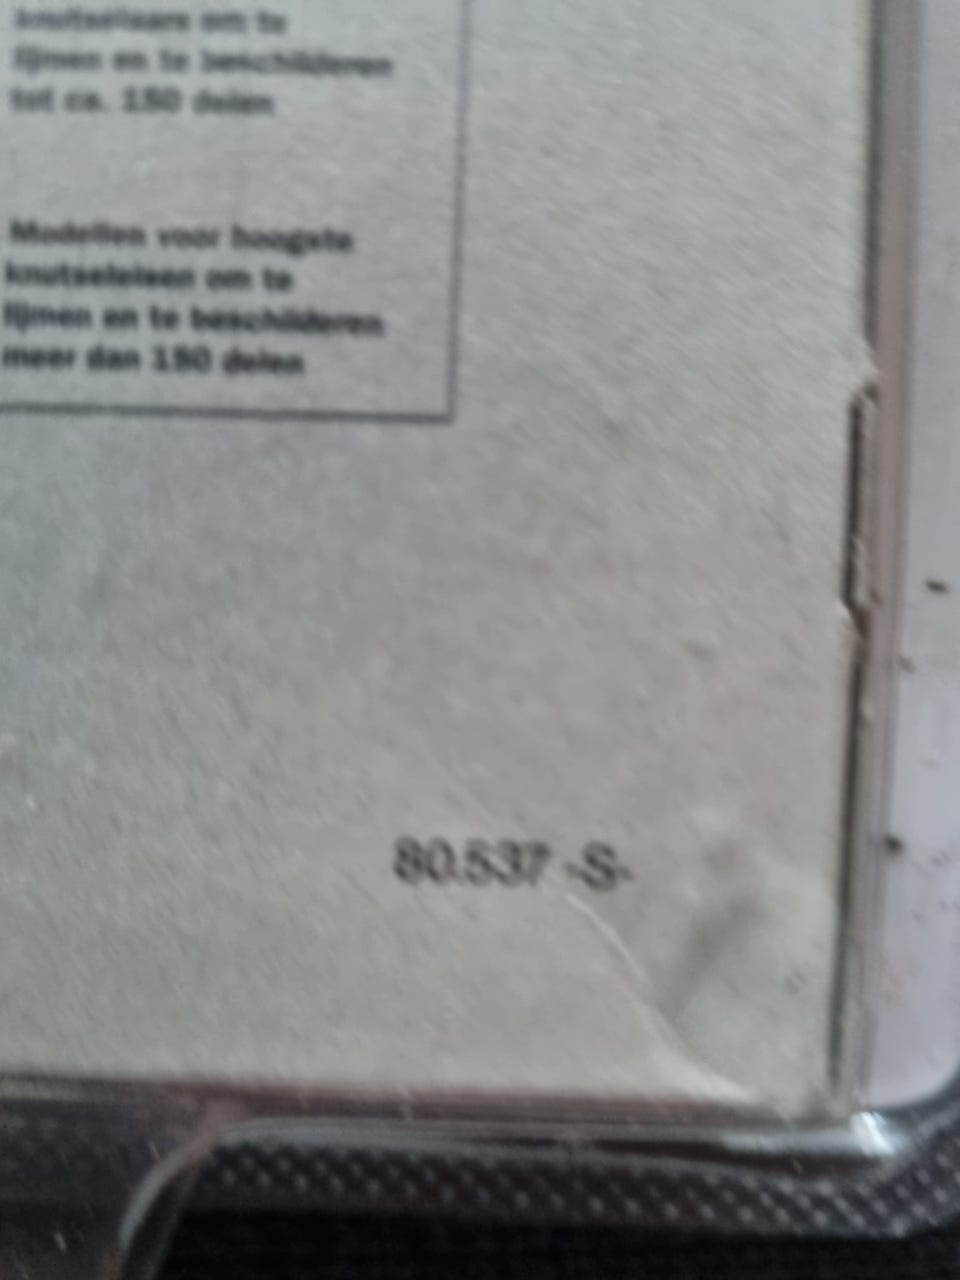 knutselaars om te
lijmen en te beschilderen
tot ca. 150 delen
Modellen voor hoogste
knutseleisen om te
lijmen en te beschilderen
meer dan 150 delen
80.537 -S-